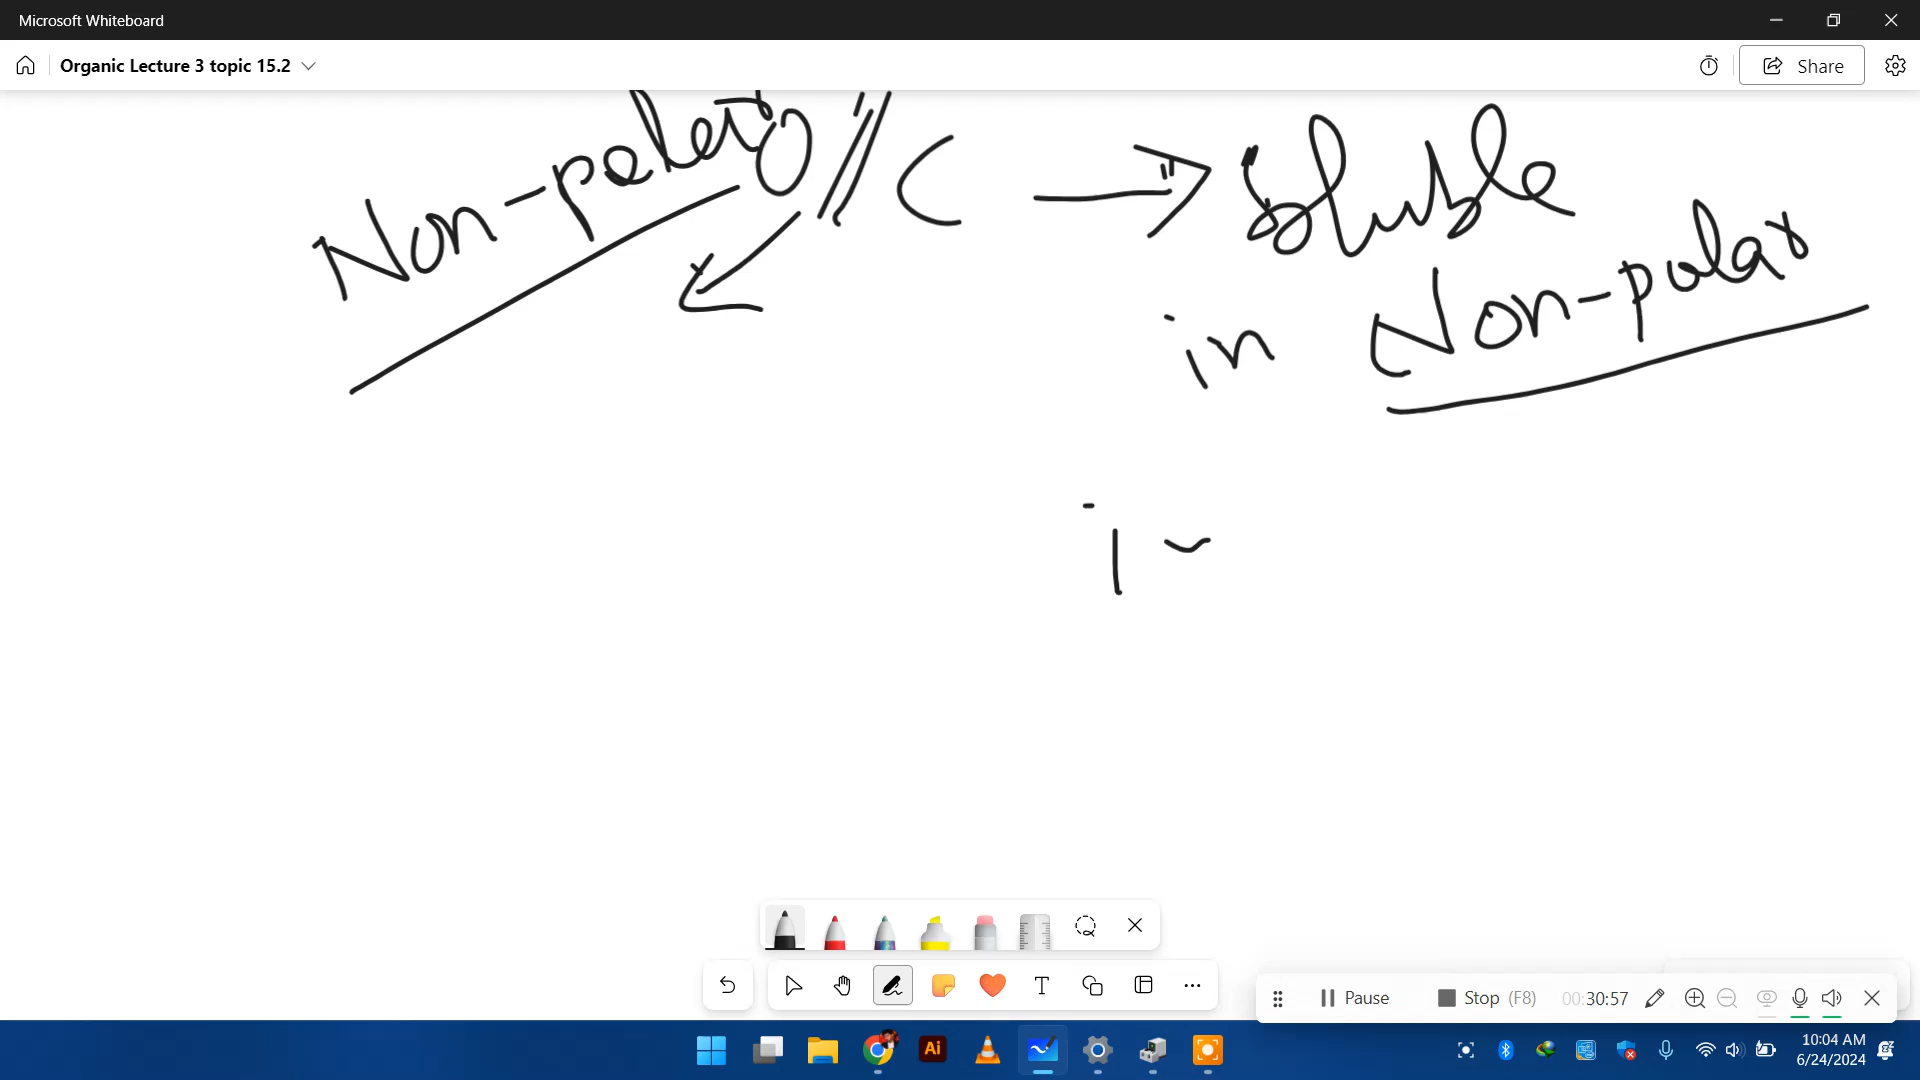 Microsoft Whiteboard
Organic Lecture 3 topic 15.2
Share
Non-polar O//C → Soluble
in Non-polar
Pause
Stop (F8)
00:30:57
T
Ai
10:04 AM
6/24/2024